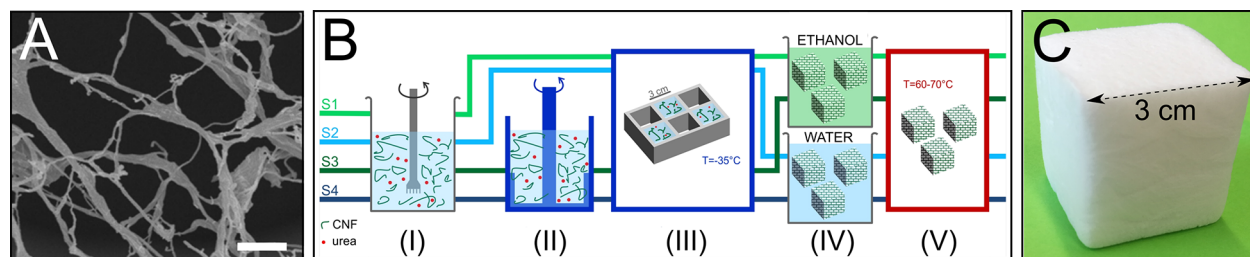 A
B
S1
S2
S3
S4
CNF
urea
(I)
(II)
3 cm
T=-35°C
(III)
ETHANOL
WATER
(IV)
T=60-70°C
(V)
C
3 cm